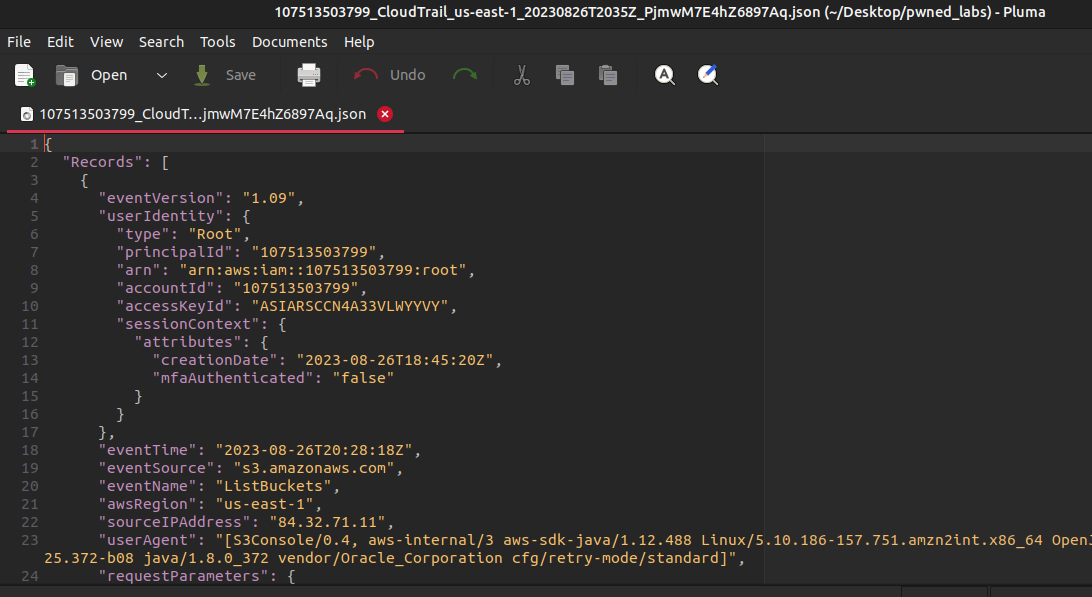 107513503799_CloudTrail_us-east-1_20230826T2035Z_PjmwM7E4hZ6897Aq.json (~/Desktop/pwned_labs) - Pluma
File Edit View Search Tools Documents Help
Open Save Undo
107513503799_CloudT...jmwM7E4hZ6897Aq.json
1 {
2 "Records": [
3 {
4 "eventVersion": "1.09",
5 "userIdentity": {
6 "type": "Root",
7 "principalId": "107513503799",
8 "arn": "arn:aws:iam::107513503799:root",
9 "accountId": "107513503799",
10 "accessKeyId": "ASIARSCCN4A33VLWYYVY",
11 "sessionContext": {
12 "attributes": {
13 "creationDate": "2023-08-26T18:45:20Z",
14 "mfaAuthenticated": "false"
15 }
16 }
17 },
18 "eventTime": "2023-08-26T20:28:18Z",
19 "eventSource": "s3.amazonaws.com",
20 "eventName": "ListBuckets",
21 "awsRegion": "us-east-1",
22 "sourceIPAddress": "84.32.71.11",
23 "userAgent": "[S3Console/0.4, aws-internal/3 aws-sdk-java/1.12.488 Linux/5.10.186-157.751.amzn2int.x86_64 OpenJ
25.372-b08 java/1.8.0_372 vendor/Oracle_Corporation cfg/retry-mode/standard]",
24 "requestParameters": {